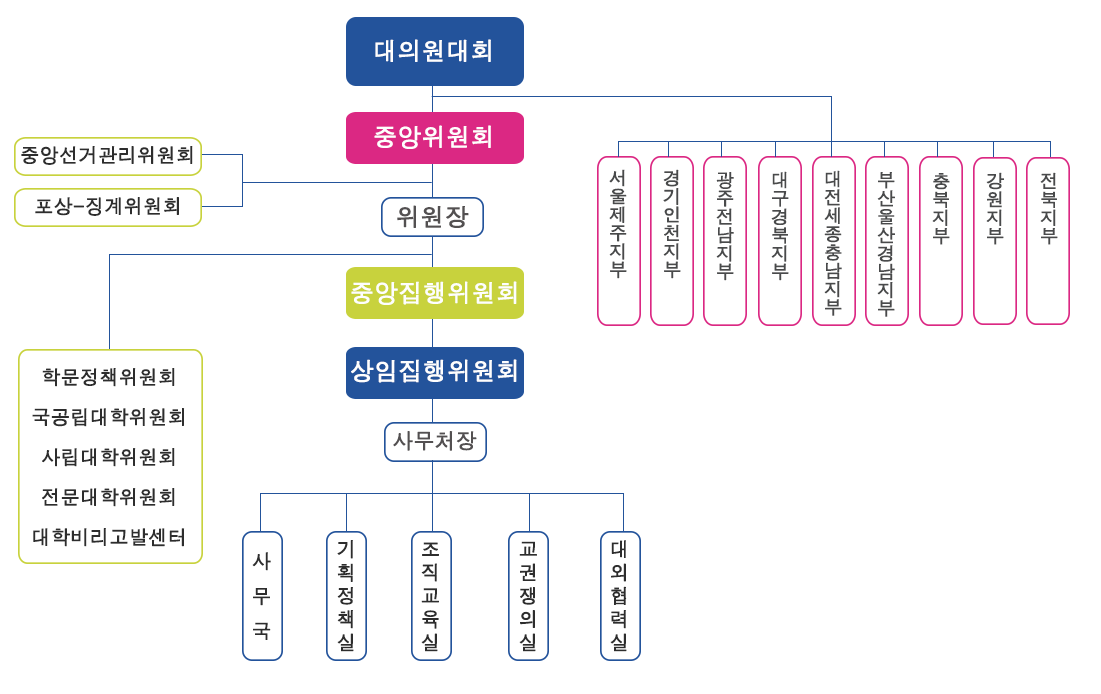 대의원대회
중앙위원회
중앙선거관리위원회
포상-징계위원회
위원장
서울제주지부
경기인천지부
광주전남지부
대구경북지부
대전세종충남지부
부산울산경남지부
충북지부
강원지부
전북지부
중앙집행위원회
상임집행위원회
학문정책위원회
국공립대학위원회
사립대학위원회
전문대학위원회
대학비리고발센터
사무처장
사무국
기획정책실
조직교육실
교권쟁의실
대외협력실